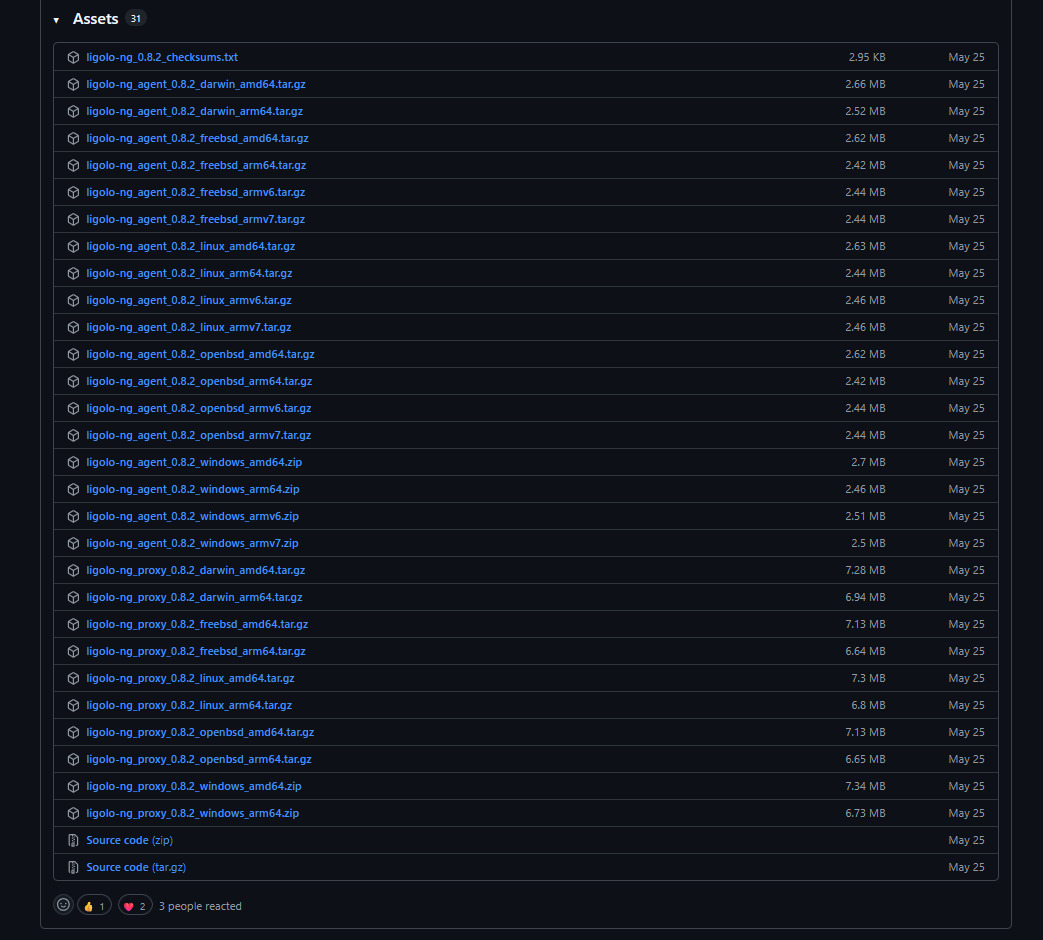 Assets 31
ligolo-ng_0.8.2_checksums.txt 2.95 KB May 25
ligolo-ng_agent_0.8.2_darwin_amd64.tar.gz 2.66 MB May 25
ligolo-ng_agent_0.8.2_darwin_arm64.tar.gz 2.52 MB May 25
ligolo-ng_agent_0.8.2_freebsd_amd64.tar.gz 2.62 MB May 25
ligolo-ng_agent_0.8.2_freebsd_arm64.tar.gz 2.42 MB May 25
ligolo-ng_agent_0.8.2_freebsd_armv6.tar.gz 2.44 MB May 25
ligolo-ng_agent_0.8.2_freebsd_armv7.tar.gz 2.44 MB May 25
ligolo-ng_agent_0.8.2_linux_amd64.tar.gz 2.63 MB May 25
ligolo-ng_agent_0.8.2_linux_arm64.tar.gz 2.44 MB May 25
ligolo-ng_agent_0.8.2_linux_armv6.tar.gz 2.46 MB May 25
ligolo-ng_agent_0.8.2_linux_armv7.tar.gz 2.46 MB May 25
ligolo-ng_agent_0.8.2_openbsd_amd64.tar.gz 2.62 MB May 25
ligolo-ng_agent_0.8.2_openbsd_arm64.tar.gz 2.42 MB May 25
ligolo-ng_agent_0.8.2_openbsd_armv6.tar.gz 2.44 MB May 25
ligolo-ng_agent_0.8.2_openbsd_armv7.tar.gz 2.44 MB May 25
ligolo-ng_agent_0.8.2_windows_amd64.zip 2.7 MB May 25
ligolo-ng_agent_0.8.2_windows_arm64.zip 2.46 MB May 25
ligolo-ng_agent_0.8.2_windows_armv6.zip 2.51 MB May 25
ligolo-ng_agent_0.8.2_windows_armv7.zip 2.5 MB May 25
ligolo-ng_proxy_0.8.2_darwin_amd64.tar.gz 7.28 MB May 25
ligolo-ng_proxy_0.8.2_darwin_arm64.tar.gz 6.94 MB May 25
ligolo-ng_proxy_0.8.2_freebsd_amd64.tar.gz 7.13 MB May 25
ligolo-ng_proxy_0.8.2_freebsd_arm64.tar.gz 6.64 MB May 25
ligolo-ng_proxy_0.8.2_linux_amd64.tar.gz 7.3 MB May 25
ligolo-ng_proxy_0.8.2_linux_arm64.tar.gz 6.8 MB May 25
ligolo-ng_proxy_0.8.2_openbsd_amd64.tar.gz 7.13 MB May 25
ligolo-ng_proxy_0.8.2_openbsd_arm64.tar.gz 6.65 MB May 25
ligolo-ng_proxy_0.8.2_windows_amd64.zip 7.34 MB May 25
ligolo-ng_proxy_0.8.2_windows_arm64.zip 6.73 MB May 25
Source code (zip) May 25
Source code (tar.gz) May 25
👍 1 ❤️ 2 3 people reacted